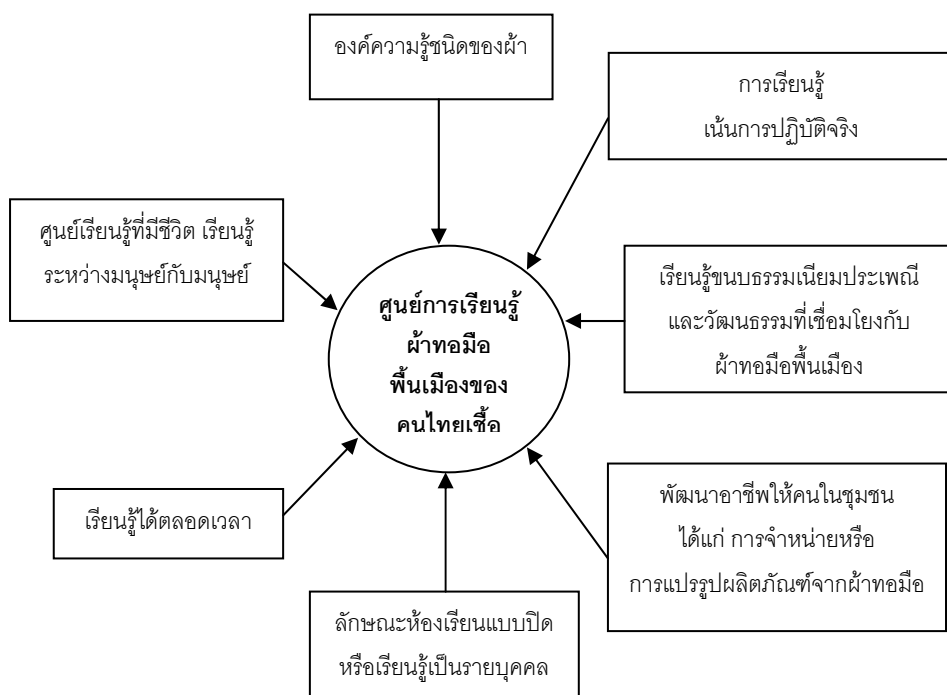 องค์ความรู้ชนิดของผ้า
การเรียนรู้
เน้นการปฏิบัติจริง
ศูนย์เรียนรู้ที่มีชีวิต เรียนรู้
ระหว่างมนุษย์กับมนุษย์
ศูนย์การเรียนรู้
ผ้าทอมือ
พื้นเมืองของ
คนไทยเชื้อ
เรียนรู้ขนบธรรมเนียมประเพณี
และวัฒนธรรมที่เชื่อมโยงกับ
ผ้าทอมือพื้นเมือง
เรียนรู้ได้ตลอดเวลา
พัฒนาอาชีพให้คนในชุมชน
ได้แก่ การจำหน่ายหรือ
การแปรรูปผลิตภัณฑ์จากผ้าทอมือ
ลักษณะห้องเรียนแบบปิด
หรือเรียนรู้เป็นรายบุคคล